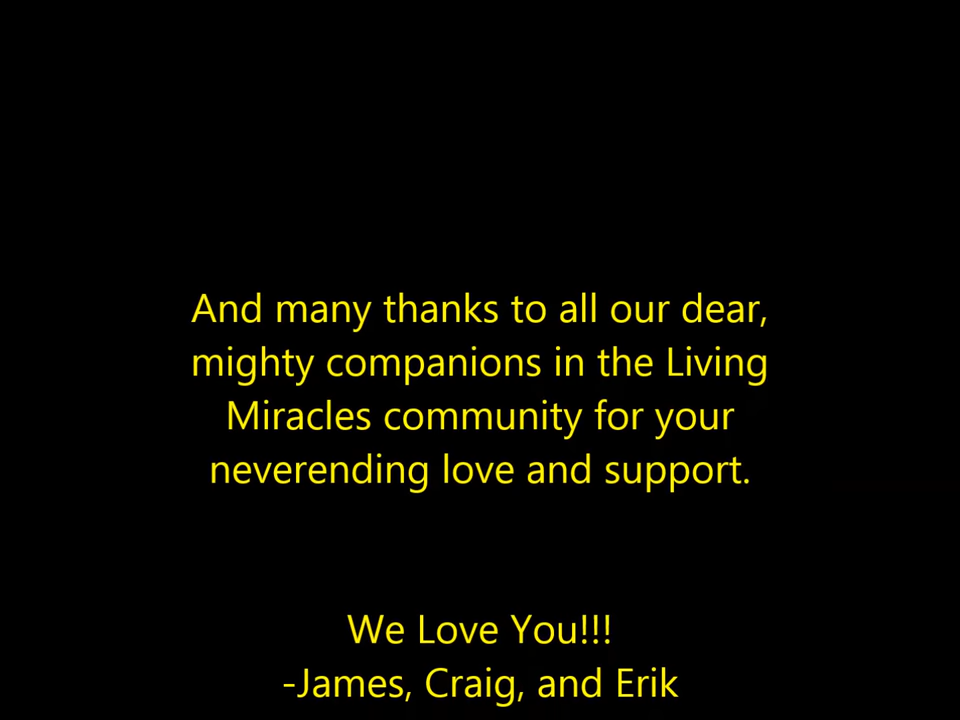 And many thanks to all our dear,
mighty companions in the Living
Miracles community for your
neverending love and support.
We Love You!!!
-James, Craig, and Erik